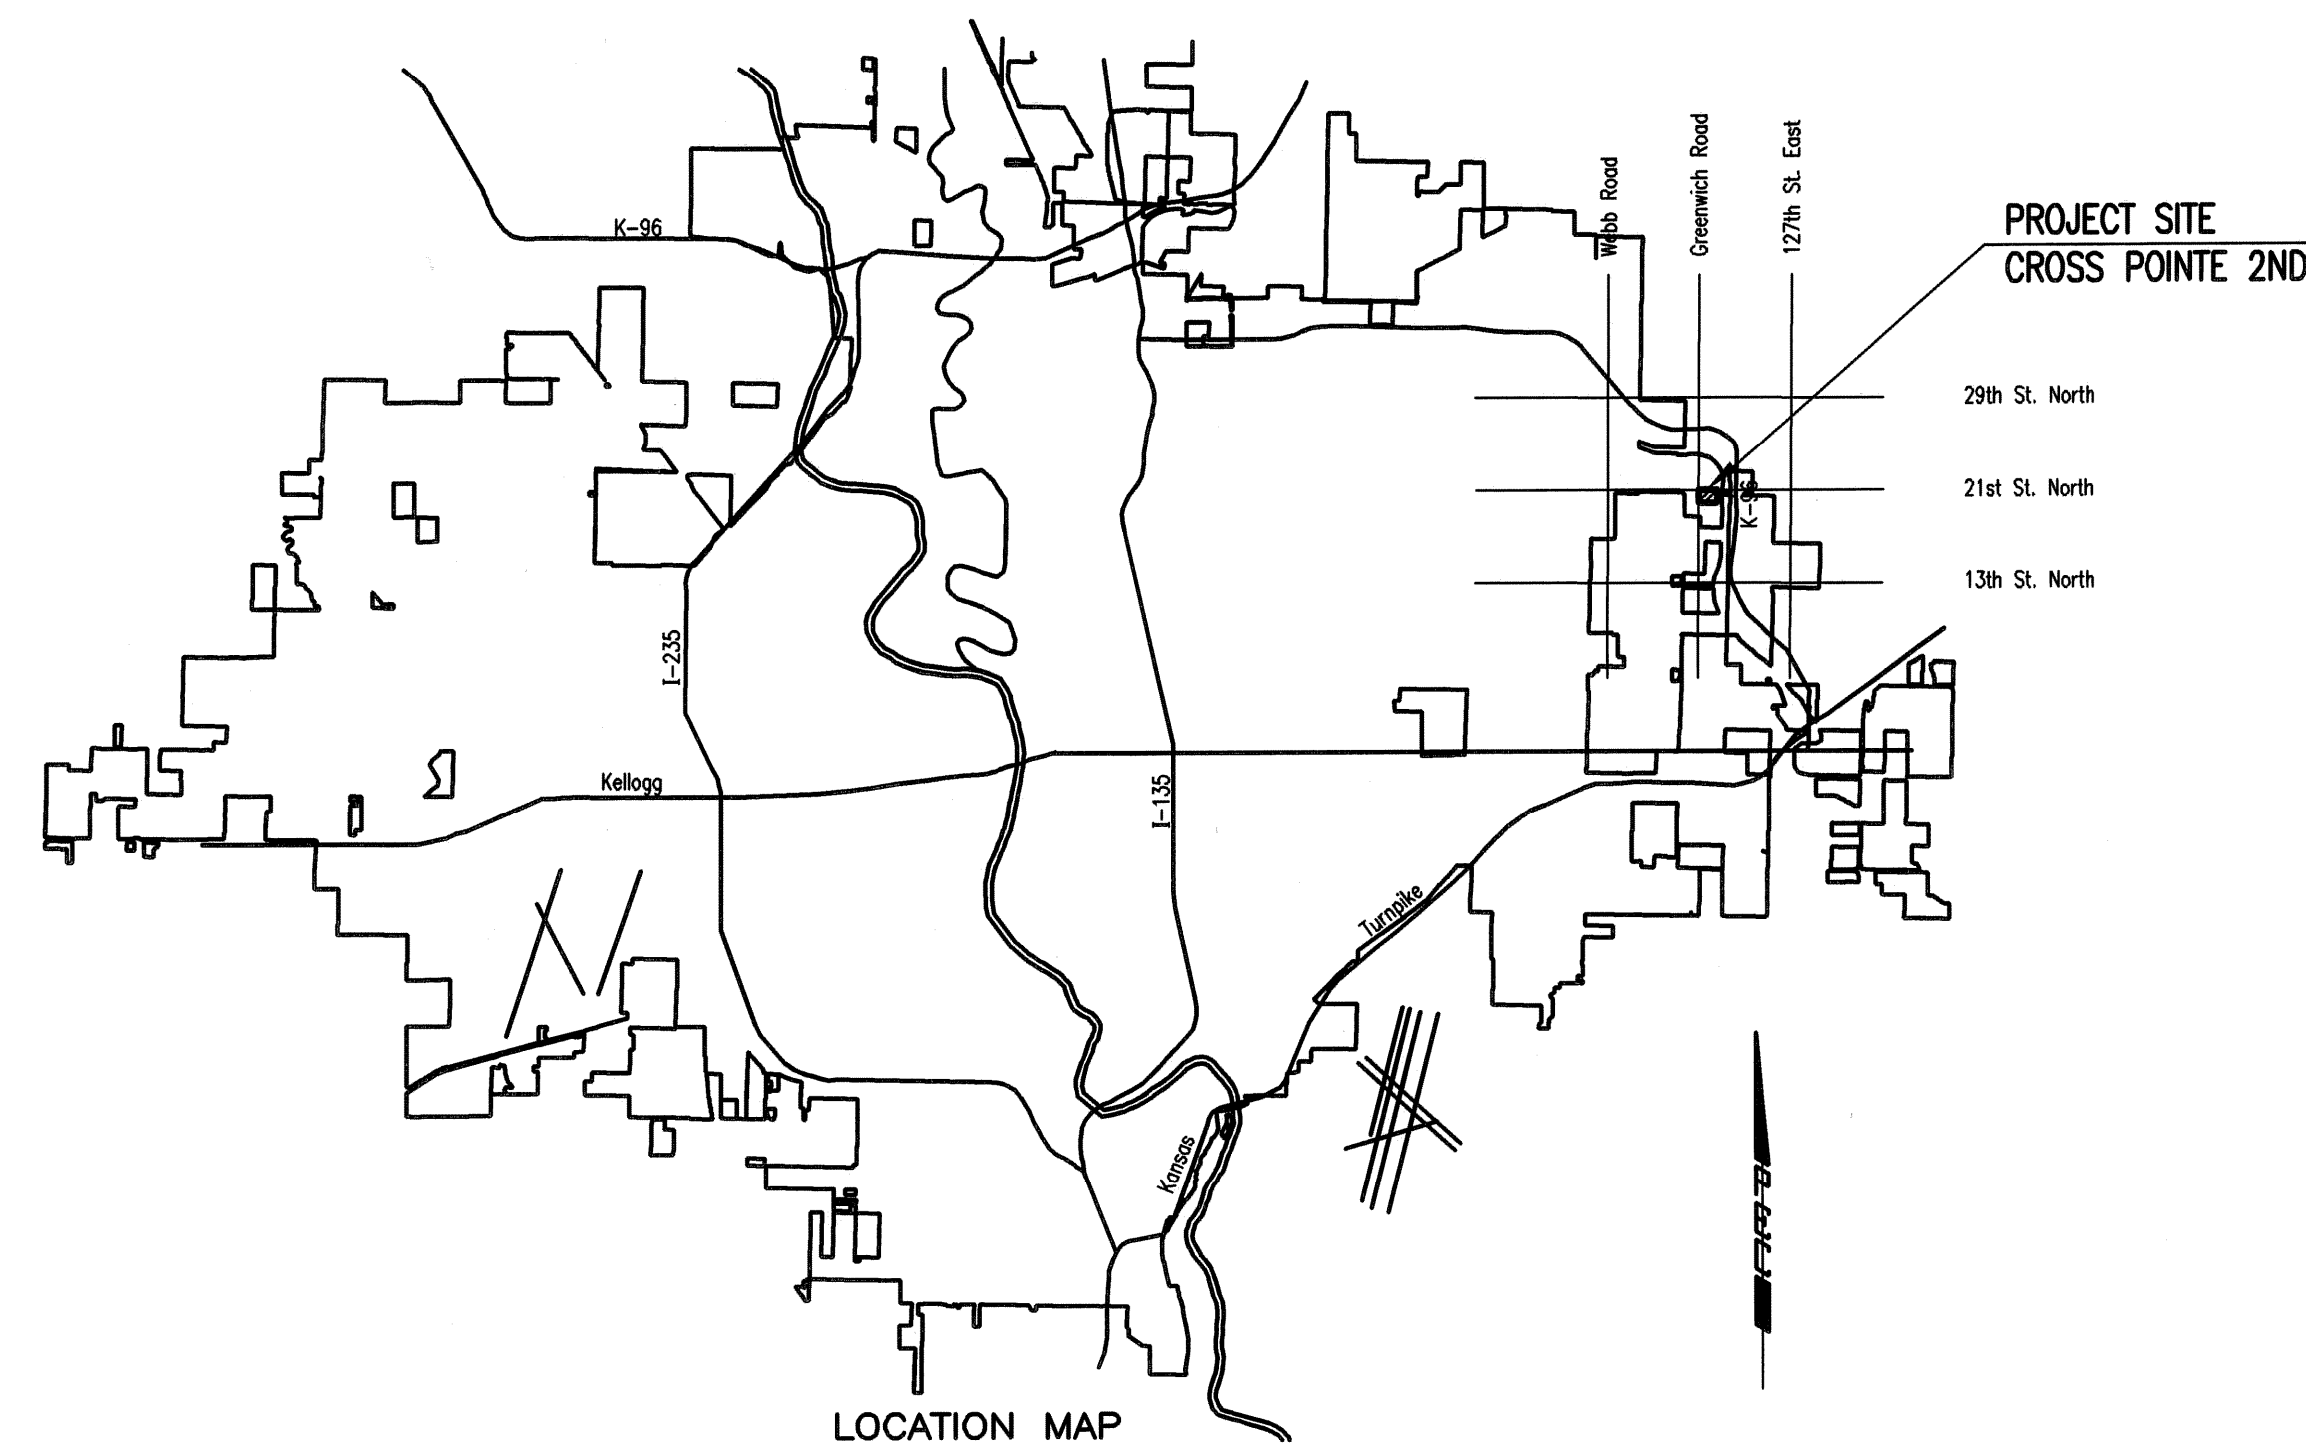 Webb Road
Greenwich Road
127th St. East
PROJECT SITE
CROSS POINTE 2ND
K-96
29th St. North
21st St. North
K-96
13th St. North
I-235
Kellogg
I-135
Turnpike
Kansas
LOCATION MAP